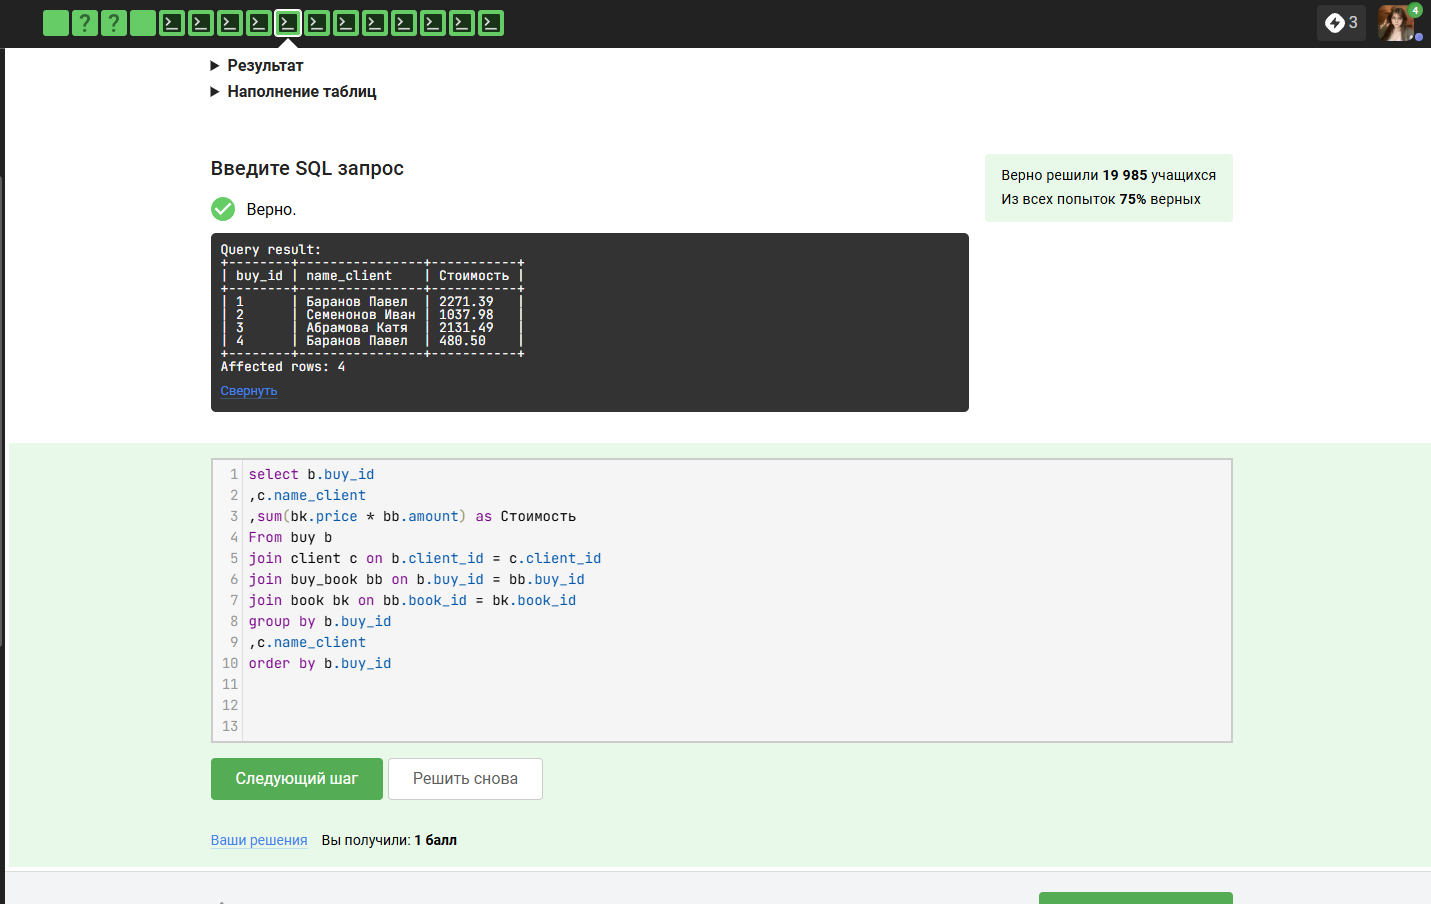 ? ?
3
4
Результат
Наполнение таблиц
Введите SQL запрос
Верно решили 19 985 учащихся
Из всех попыток 75% верных
Верно.
Query result:
+--------+----------------+-----------+
| buy_id | name_client    | Стоимость |
+--------+----------------+-----------+
| 1      | Баранов Павел  | 2271.39   |
| 2      | Семенонов Иван | 1037.98   |
| 3      | Абрамова Катя  | 2131.49   |
| 4      | Баранов Павел  | 480.50    |
+--------+----------------+-----------+
Affected rows: 4
Свернуть
1 select b.buy_id
2 ,c.name_client
3 ,sum(bk.price * bb.amount) as Стоимость
4 From buy b
5 join client c on b.client_id = c.client_id
6 join buy_book bb on b.buy_id = bb.buy_id
7 join book bk on bb.book_id = bk.book_id
8 group by b.buy_id
9 ,c.name_client
10 order by b.buy_id
11
12
13
Следующий шаг
Решить снова
Ваши решения Вы получили: 1 балл